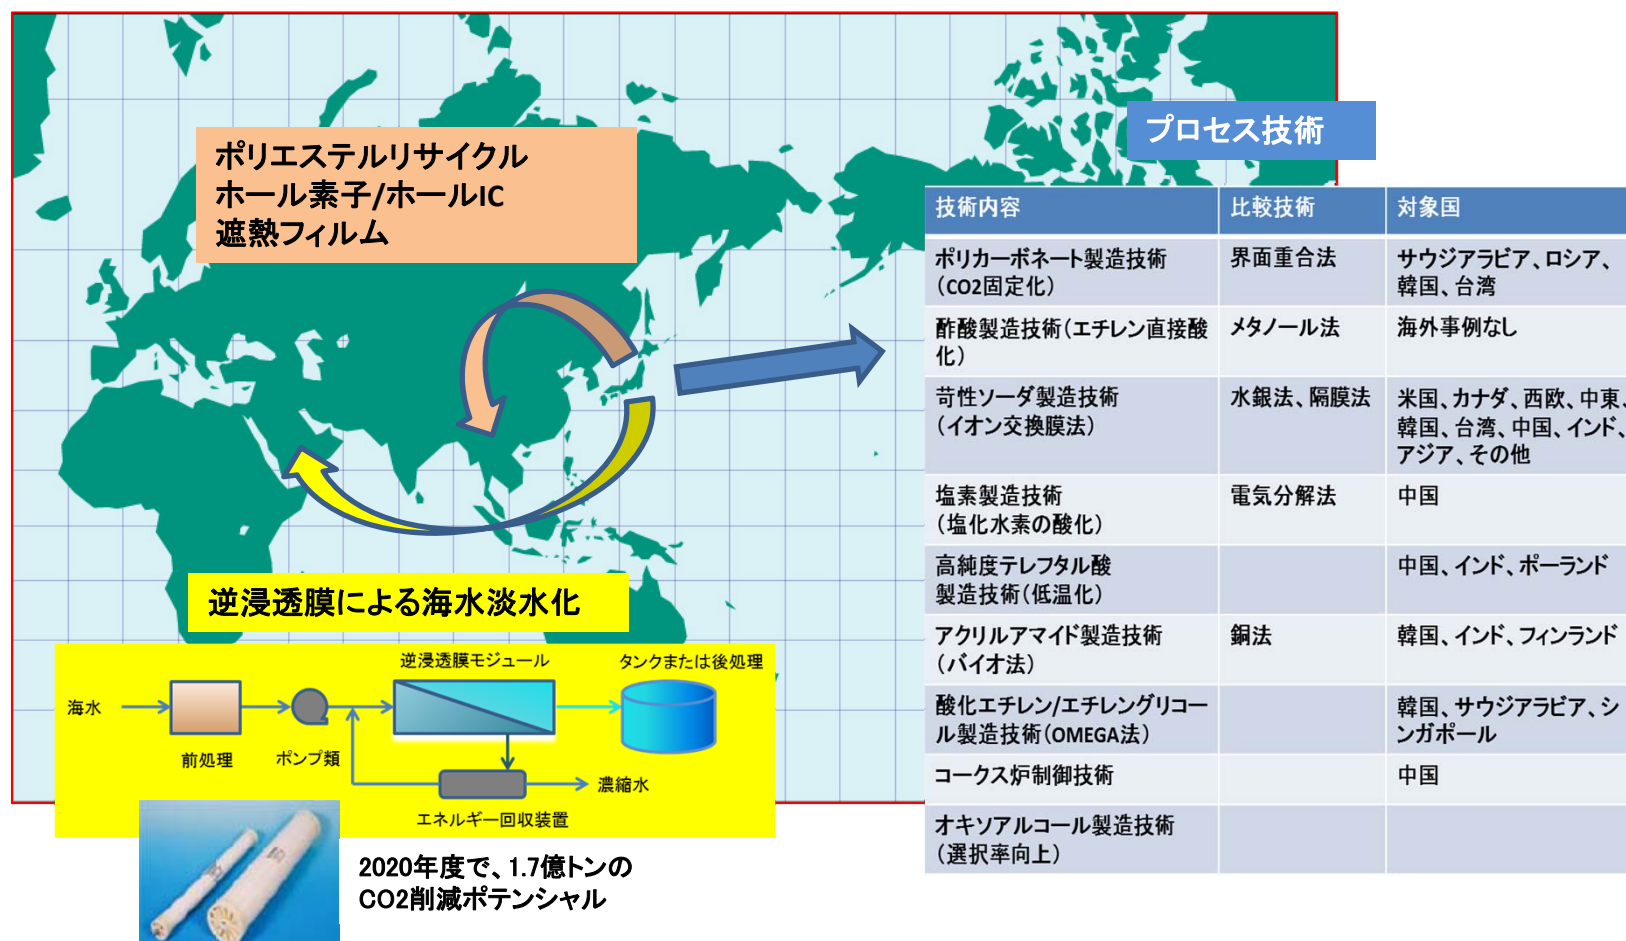 ポリエステルリサイクル
ホール素子/ホールIC
遮熱フィルム
プロセス技術
技術内容 比較技術 対象国
ポリカーボネート製造技術 界面重合法 サウジアラビア、ロシア、
（CO2固定化） 韓国、台湾
酢酸製造技術（エチレン直接酸 メタノール法 海外事例なし
化）
苛性ソーダ製造技術 水銀法、隔膜法 米国、カナダ、西欧、中東、
（イオン交換膜法） 韓国、台湾、中国、インド、
アジア、その他
塩素製造技術 電気分解法 中国
（塩化水素の酸化）
高純度テレフタル酸 中国、インド、ポーランド
製造技術（低温化）
アクリルアマイド製造技術 銅法 韓国、インド、フィンランド
（バイオ法）
酸化エチレン/エチレングリコー 韓国、サウジアラビア、シ
ル製造技術（OMEGA法） ンガポール
コークス炉制御技術 中国
オキソアルコール製造技術
（選択率向上）
逆浸透膜による海水淡水化
逆浸透膜モジュール タンクまたは後処理
海水
前処理 ポンプ類
濃縮水
エネルギー回収装置
2020年度で、1.7億トンの
CO2削減ポテンシャル